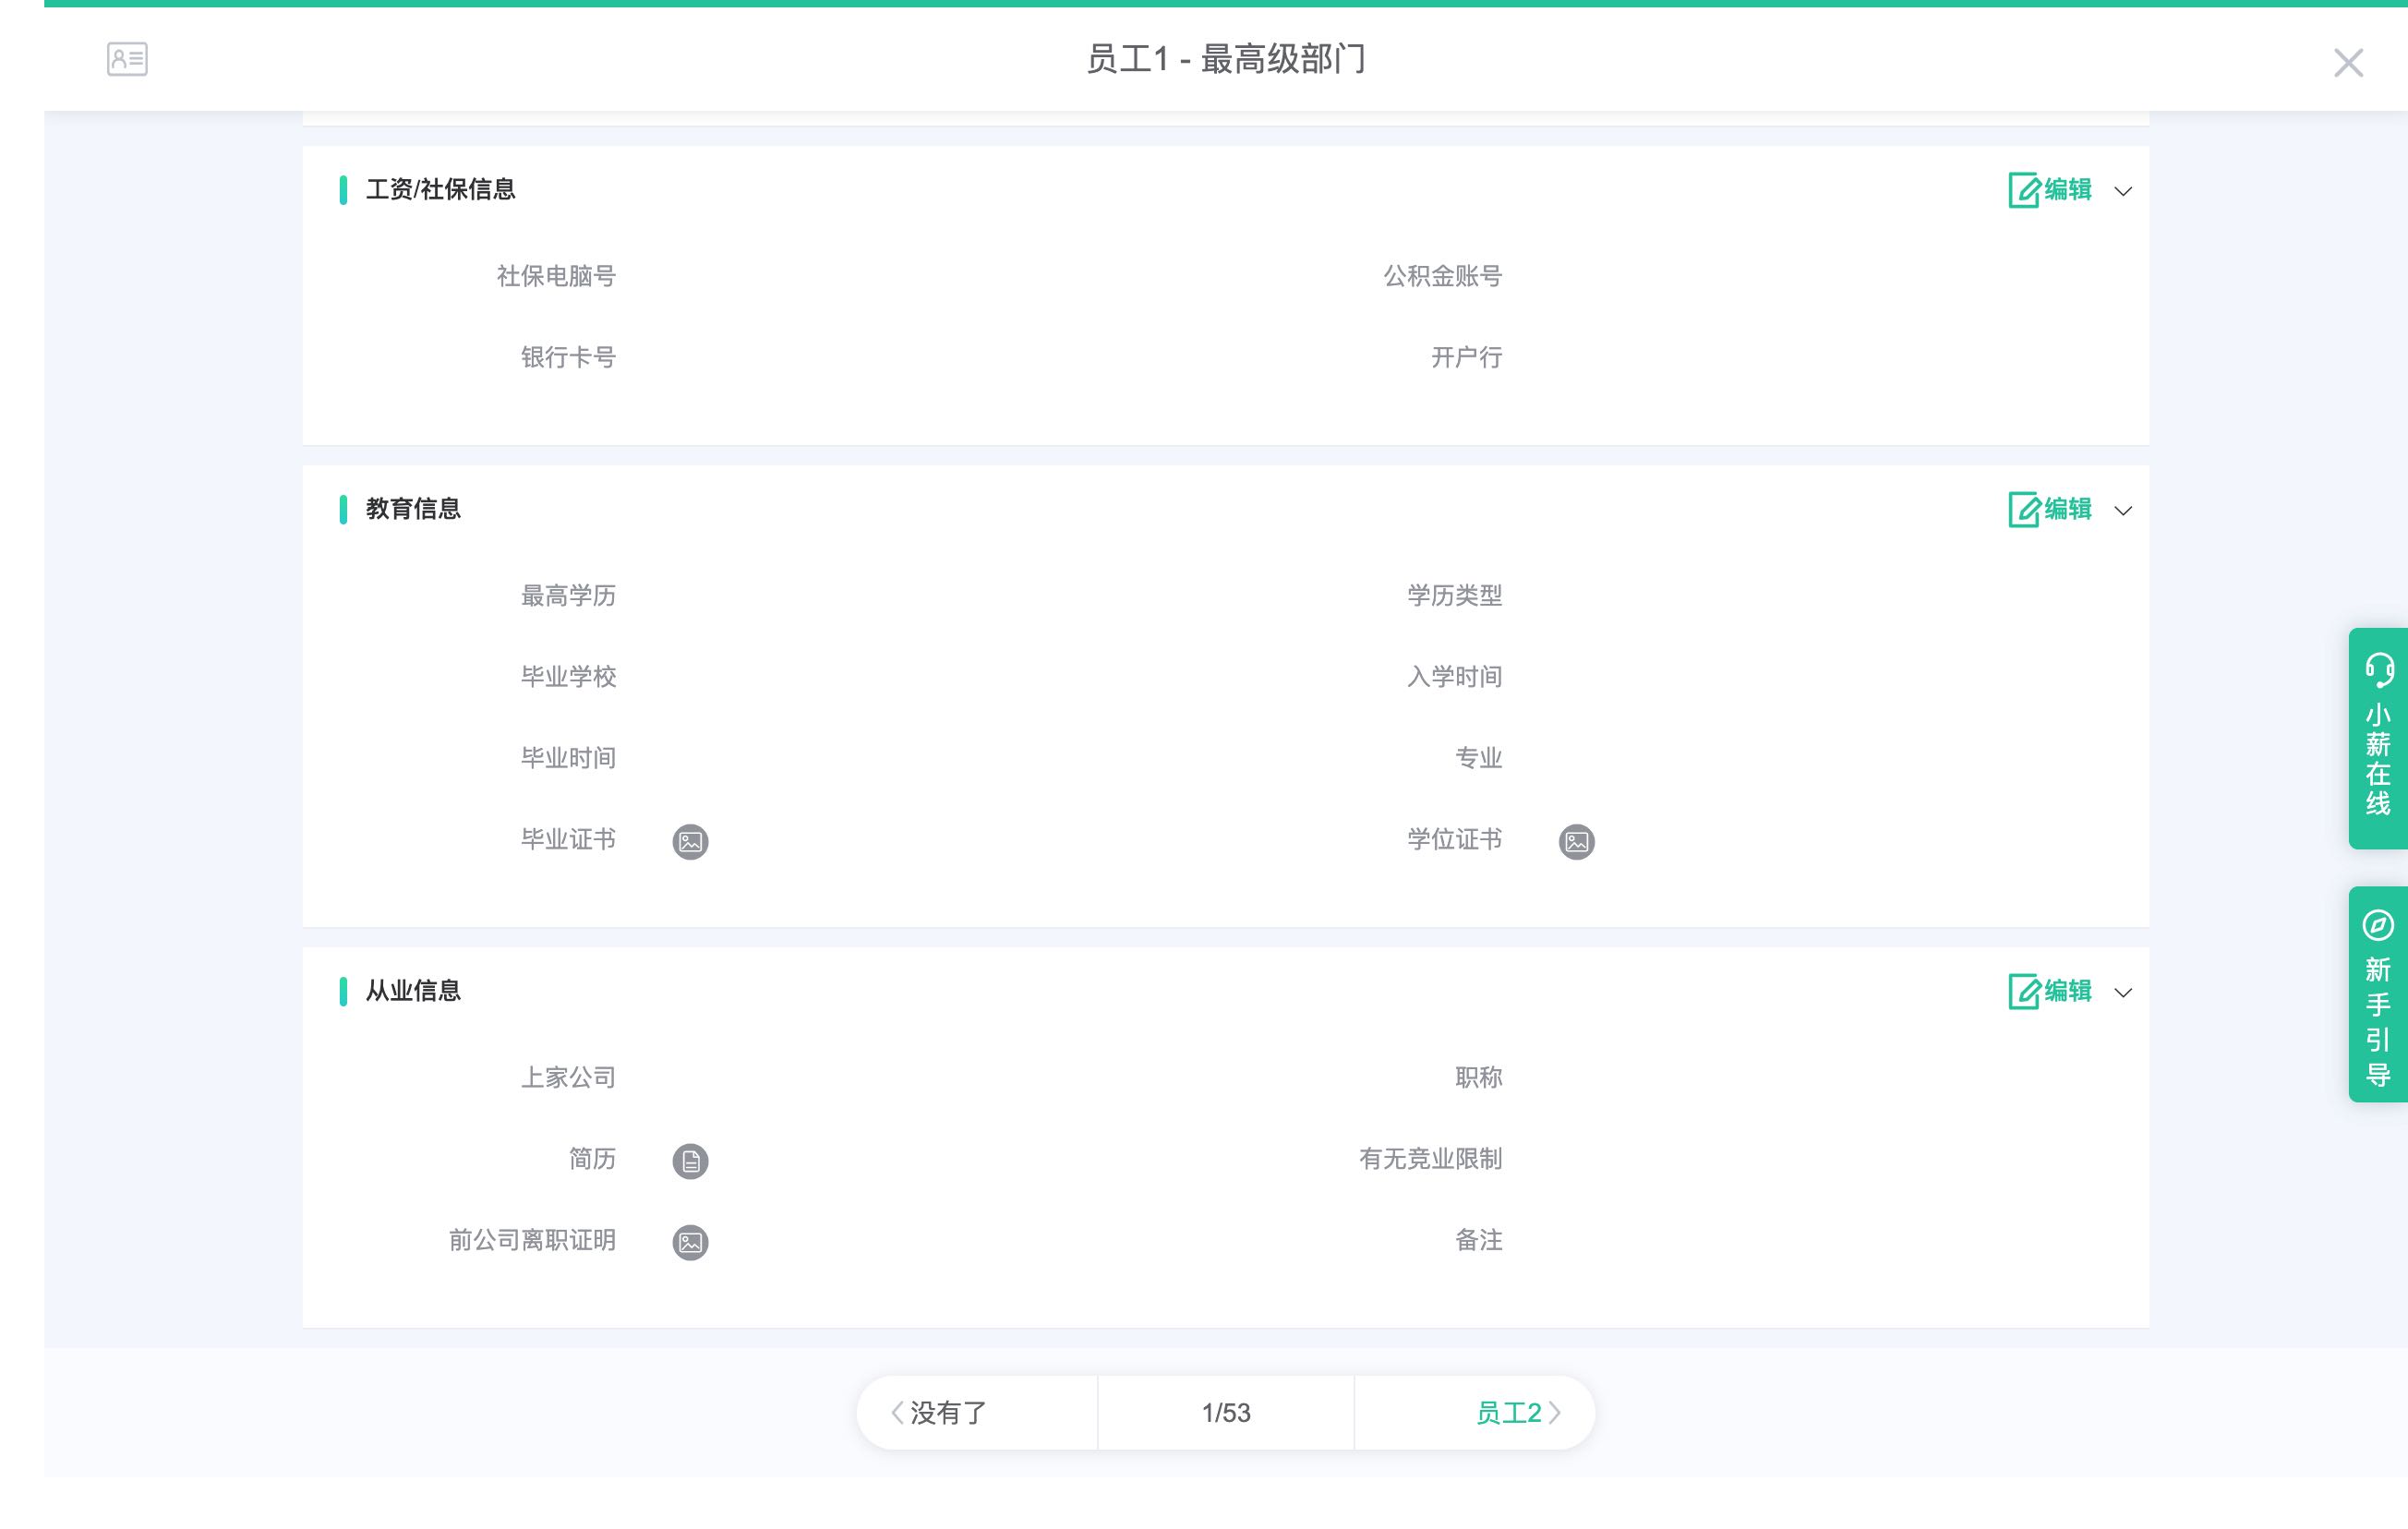 员工1 - 最高级部门
工资/社保信息
编辑
社保电脑号
公积金账号
银行卡号
开户行
教育信息
编辑
最高学历
学历类型
毕业学校
入学时间
毕业时间
专业
毕业证书
学位证书
从业信息
编辑
上家公司
职称
简历
有无竞业限制
前公司离职证明
备注
没有了
1/53
员工2
小薪在线
新手引导